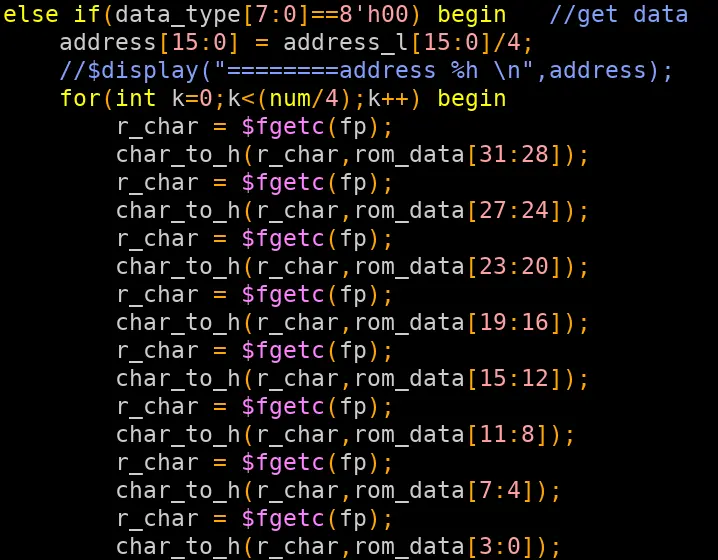 else if(data_type[7:0]==8'h00) begin   //get data
    address[15:0] = address_l[15:0]/4;
    //$display("========address %h \n",address);
    for(int k=0;k<(num/4);k++) begin
        r_char = $fgetc(fp);
        char_to_h(r_char,rom_data[31:28]);
        r_char = $fgetc(fp);
        char_to_h(r_char,rom_data[27:24]);
        r_char = $fgetc(fp);
        char_to_h(r_char,rom_data[23:20]);
        r_char = $fgetc(fp);
        char_to_h(r_char,rom_data[19:16]);
        r_char = $fgetc(fp);
        char_to_h(r_char,rom_data[15:12]);
        r_char = $fgetc(fp);
        char_to_h(r_char,rom_data[11:8]);
        r_char = $fgetc(fp);
        char_to_h(r_char,rom_data[7:4]);
        r_char = $fgetc(fp);
        char_to_h(r_char,rom_data[3:0]);